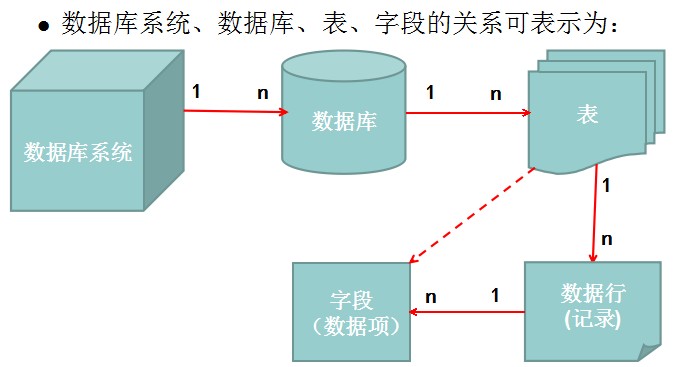 ● 数据库系统、数据库、表、字段的关系可表示为：
数据库系统
1
n
数据库
1
n
表
1
n
数据行
(记录)
1
n
字段
（数据项）